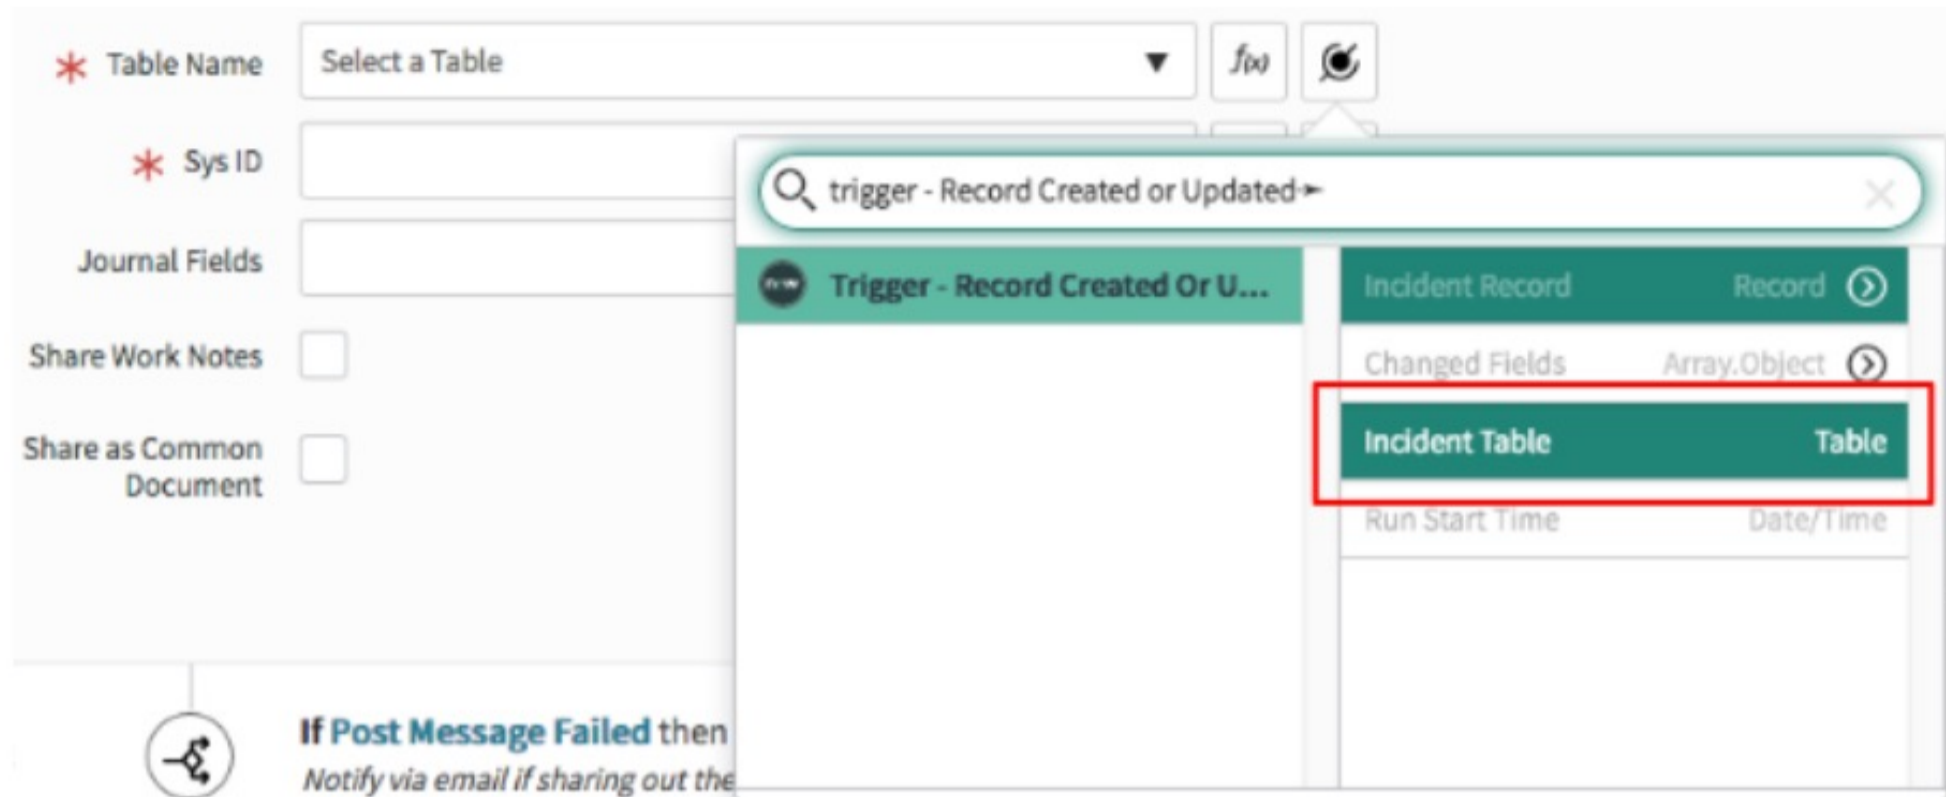 Table Name
Select a Table
f(x)
Sys ID
trigger - Record Created or Updated➛
Journal Fields
Trigger - Record Created Or U...
Incident Record Record
Changed Fields Array.Object
Share Work Notes
Incident Table Table
Share as Common
Document
Run Start Time Date/Time
If Post Message Failed then
Notify via email if sharing out the